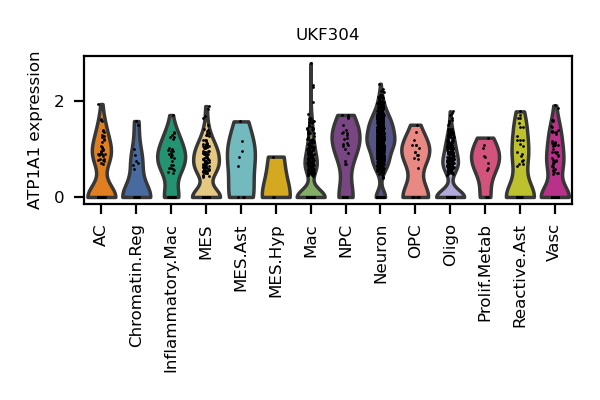 UKF304
ATP1A1 expression
2
0
AC
Chromatin.Reg
Inflammatory.Mac
MES
MES.Ast
MES.Hyp
Mac
NPC
Neuron
OPC
Oligo
Prolif.Metab
Reactive.Ast
Vasc